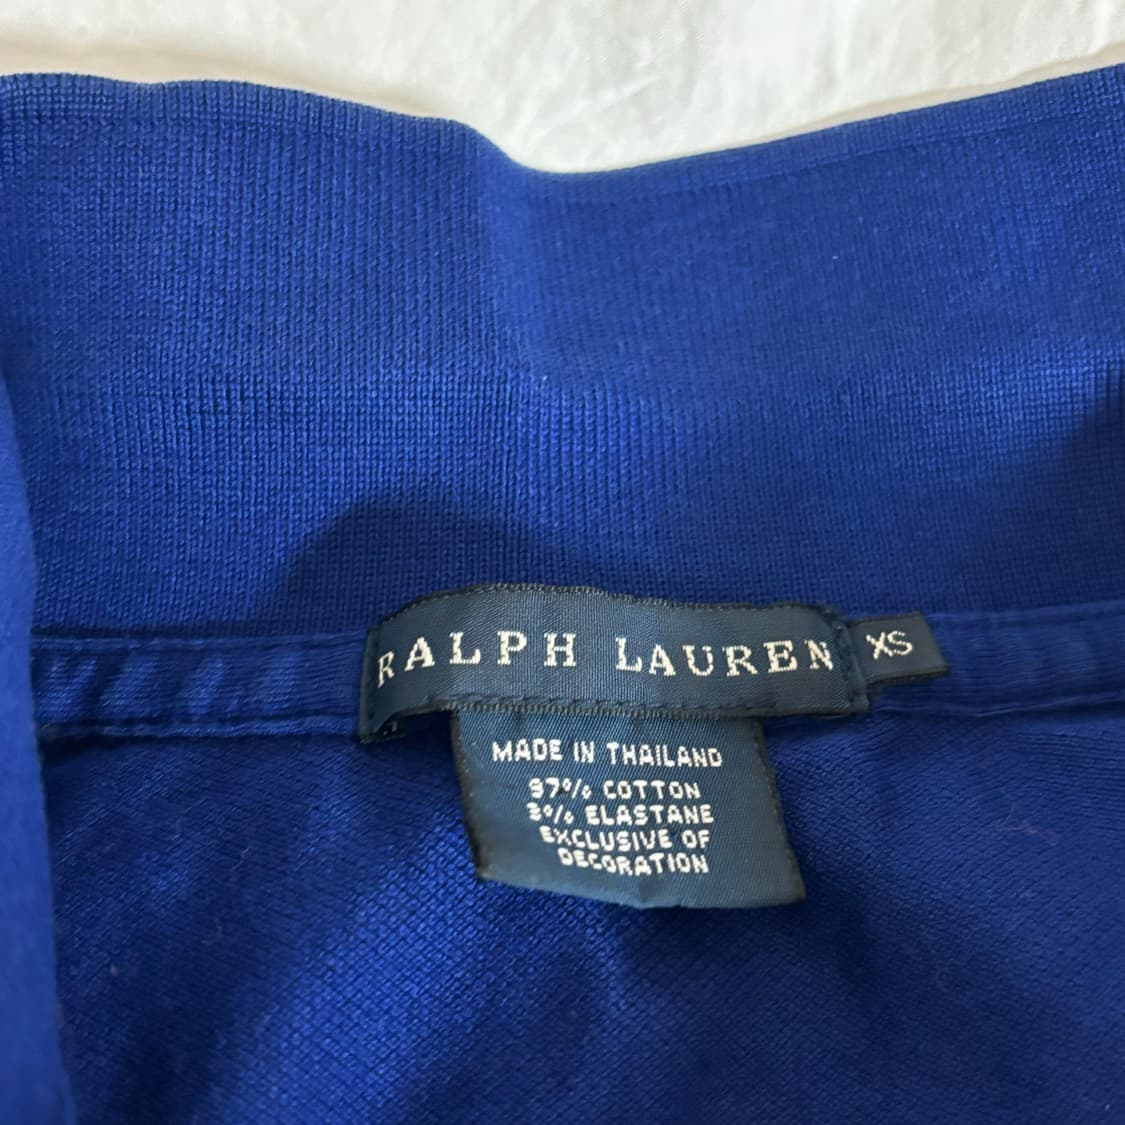 RALPH LAUREN
XS
MADE IN THAILAND
97% COTTON
3% ELASTANE
EXCLUSIVE OF
DECORATION